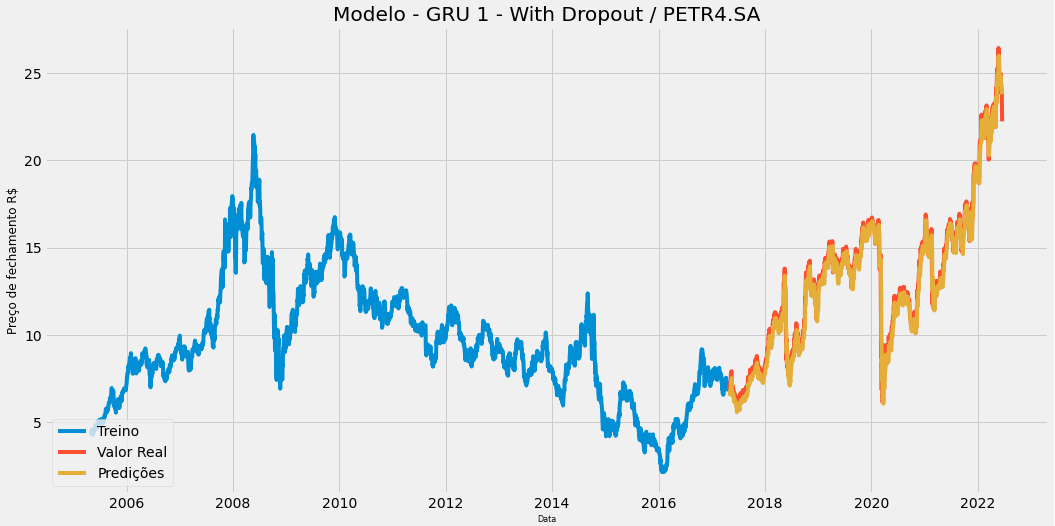 Modelo - GRU 1 - With Dropout / PETR4.SA
Preço de fechamento R$
25
20
15
10
5
Treino
Valor Real
Predições
2006 2008 2010 2012 2014 2016 2018 2020 2022
Data